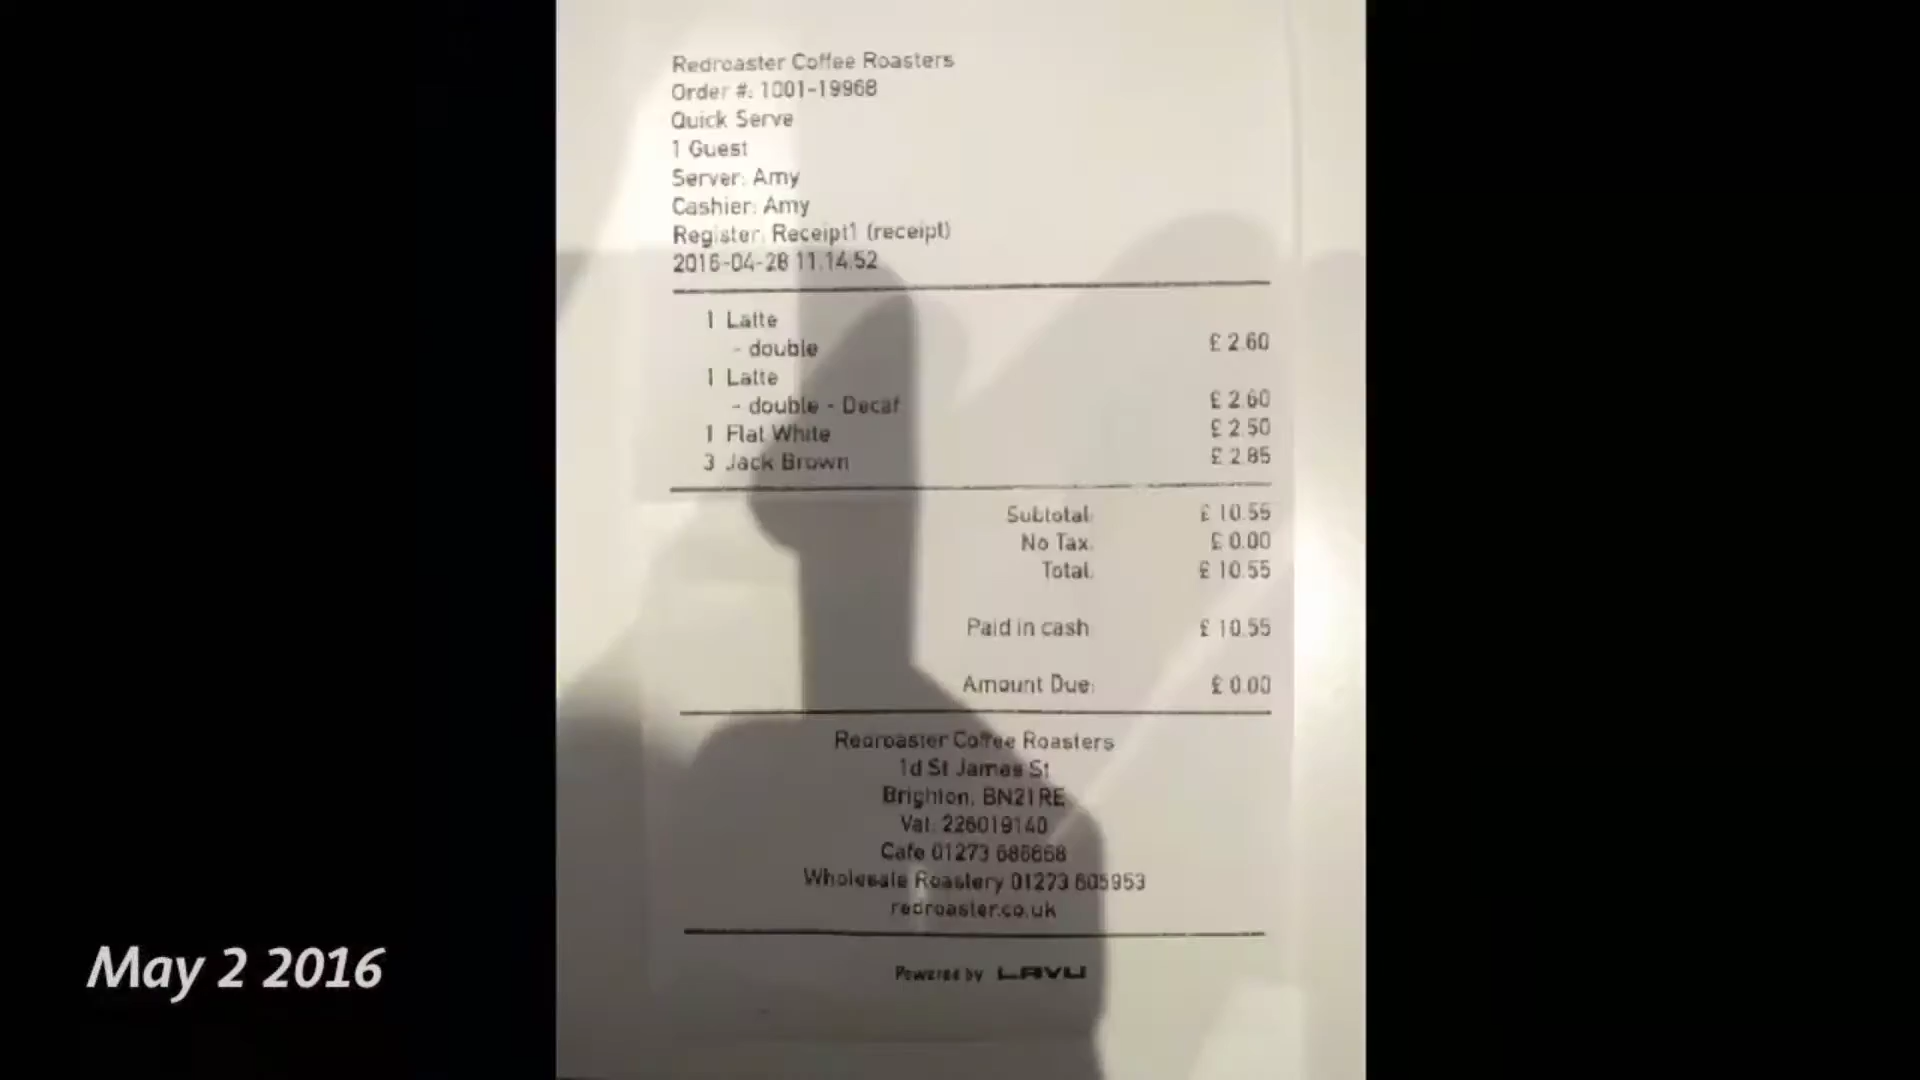 Redroaster Coffee Roasters
Order #: 1001-19968
Quick Serve
1 Guest
Server: Amy
Cashier: Amy
Register: Receipt1 (receipt)
2016-04-28 11:14:52
1 Latte
- double £ 2.60
1 Latte
- double - Decaf £ 2.60
1 Flat White £ 2.50
3 Jack Brown £ 2.85
Subtotal: £ 10.55
No Tax: £ 0.00
Total: £ 10.55
Paid in cash £ 10.55
Amount Due: £ 0.00
Redroaster Coffee Roasters
1d St James St
Brighton, BN21RE
Vat: 226019140
Cafe 01273 686668
Wholesale Roastery 01273 605953
redroaster.co.uk
Powered by LAVU
May 2 2016